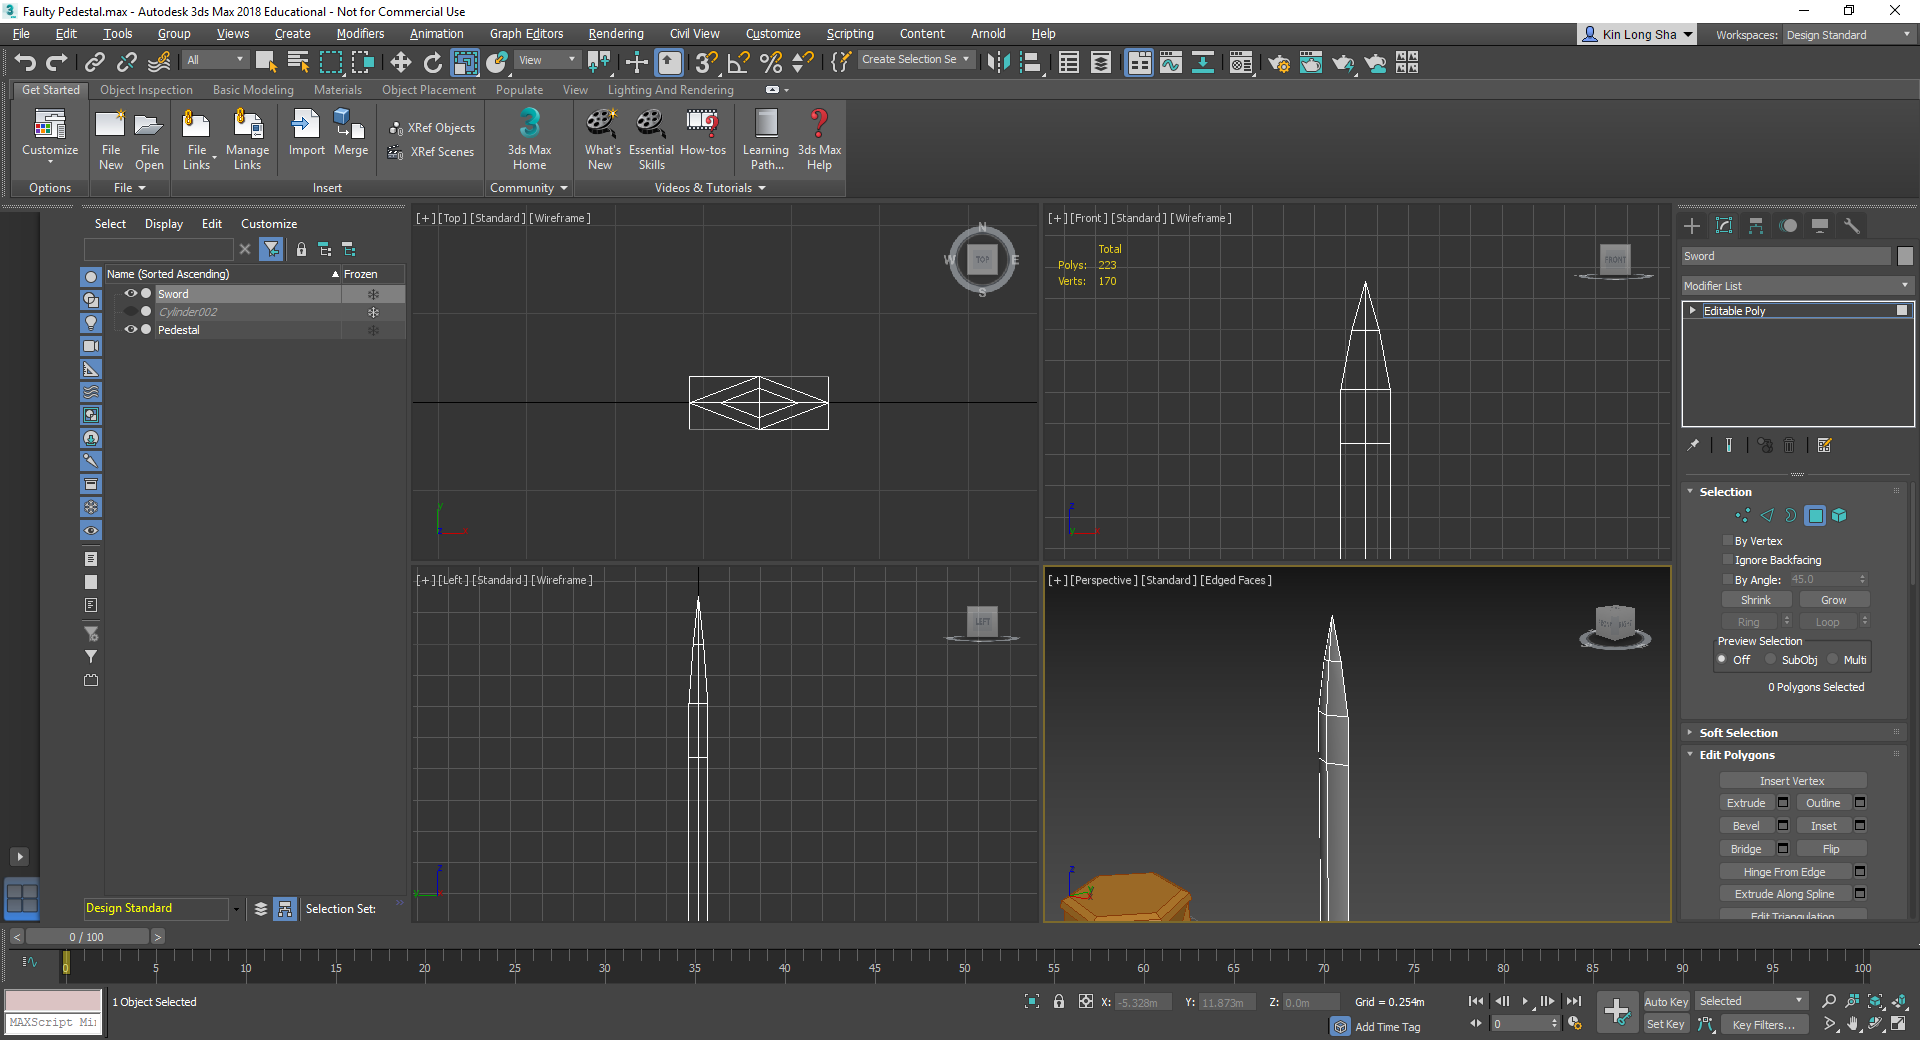 Faulty Pedestal.max - Autodesk 3ds Max 2018 Educational - Not for Commercial Use
File Edit Tools Group Views Create Modifiers Animation Graph Editors Rendering Civil View Customize Scripting Content Arnold Help
Kin Long Sha Workspaces: Design Standard
All View Create Selection Se
Get Started Object Inspection Basic Modeling Materials Object Placement Populate View Lighting And Rendering
Customize
File New
File Open
File Links
Manage Links
Import
Merge
XRef Objects
XRef Scenes
3ds Max Home
What's New
Essential Skills
How-tos
Learning Path...
3ds Max Help
Options File Insert Community Videos & Tutorials
Select Display Edit Customize
Name (Sorted Ascending) Frozen
Sword
Cylinder002
Pedestal
Design Standard Selection Set:
[+] [Top] [Standard] [Wireframe]
N
W TOP E
S
y
z x
[+] [Front] [Standard] [Wireframe]
Total
Polys: 223
Verts: 170
FRONT
z
y x
[+] [Left] [Standard] [Wireframe]
LEFT
z
y
[+] [Perspective] [Standard] [Edged Faces]
z
y
Sword
Modifier List
Editable Poly
Selection
By Vertex
Ignore Backfacing
By Angle: 45.0
Shrink Grow
Ring Loop
Preview Selection
Off SubObj Multi
0 Polygons Selected
Soft Selection
Edit Polygons
Insert Vertex
Extrude Outline
Bevel Inset
Bridge Flip
Hinge From Edge
Extrude Along Spline
Edit Triangulation
< 0 / 100 >
0 5 10 15 20 25 30 35 40 45 50 55 60 65 70 75 80 85 90 95 100
MAXScript Mi
1 Object Selected
X: -5.328m Y: 11.873m Z: 0.0m Grid = 0.254m
Add Time Tag
0
Auto Key Selected
Set Key Key Filters...